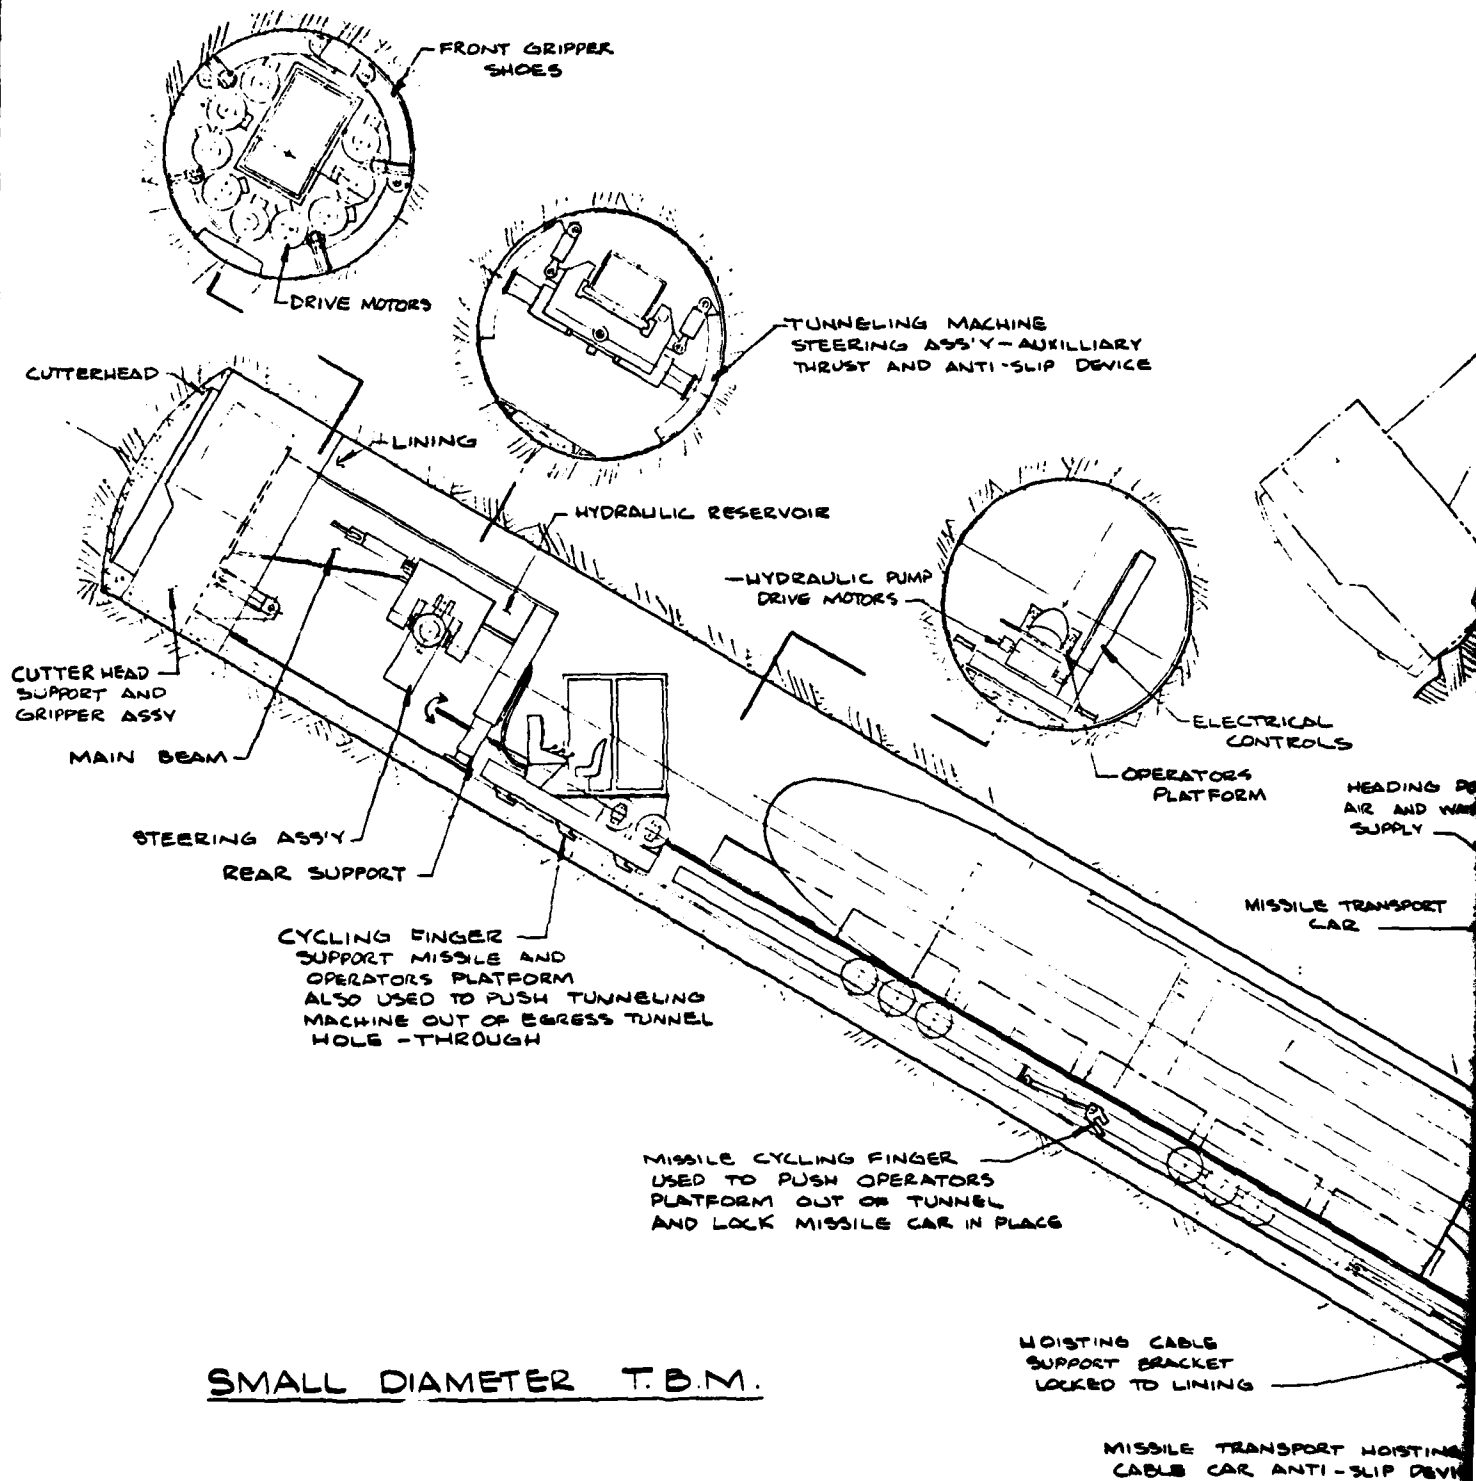 FRONT GRIPPER
SHOES
DRIVE MOTORS
TUNNELING MACHINE
STEERING ASS'Y - AUXILLIARY
THRUST AND ANTI-SLIP DEVICE
CUTTERHEAD
LINING
HYDRAULIC RESERVOIR
HYDRAULIC PUMP
DRIVE MOTORS
CUTTER HEAD
SUPPORT AND
GRIPPER ASSY
MAIN BEAM
ELECTRICAL
CONTROLS
OPERATORS
PLATFORM
HEADING
AIR AND
SUPPLY
STEERING ASS'Y
REAR SUPPORT
MISSILE TRANSPORT
CAR
CYCLING FINGER
SUPPORT MISSILE AND
OPERATORS PLATFORM
ALSO USED TO PUSH TUNNELING
MACHINE OUT OF EGRESS TUNNEL
HOLE - THROUGH
MISSILE CYCLING FINGER
USED TO PUSH OPERATORS
PLATFORM OUT OF TUNNEL
AND LOCK MISSILE CAR IN PLACE
HOISTING CABLE
SUPPORT BRACKET
LOCKED TO LINING
SMALL DIAMETER T.B.M.
MISSILE TRANSPORT HOISTING
CABLE CAR ANTI-SLIP